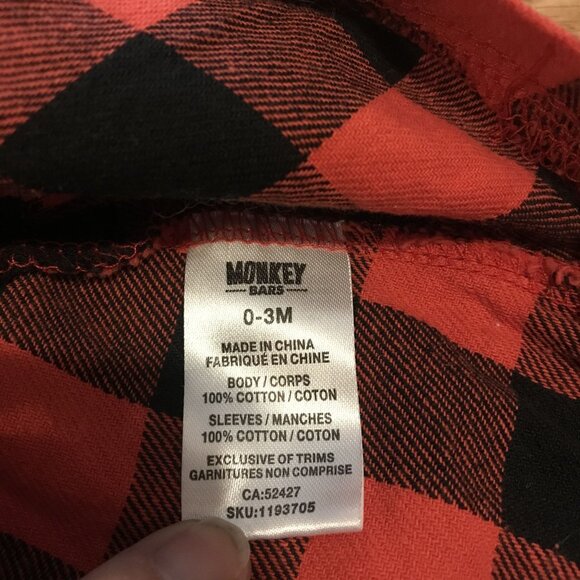 MONKEY
BARS
0-3M
MADE IN CHINA
FABRIQUÉ EN CHINE
BODY / CORPS
100% COTTON / COTON
SLEEVES / MANCHES
100% COTTON / COTON
EXCLUSIVE OF TRIMS
GARNITURES NON COMPRISE
CA:52427
SKU:1193705